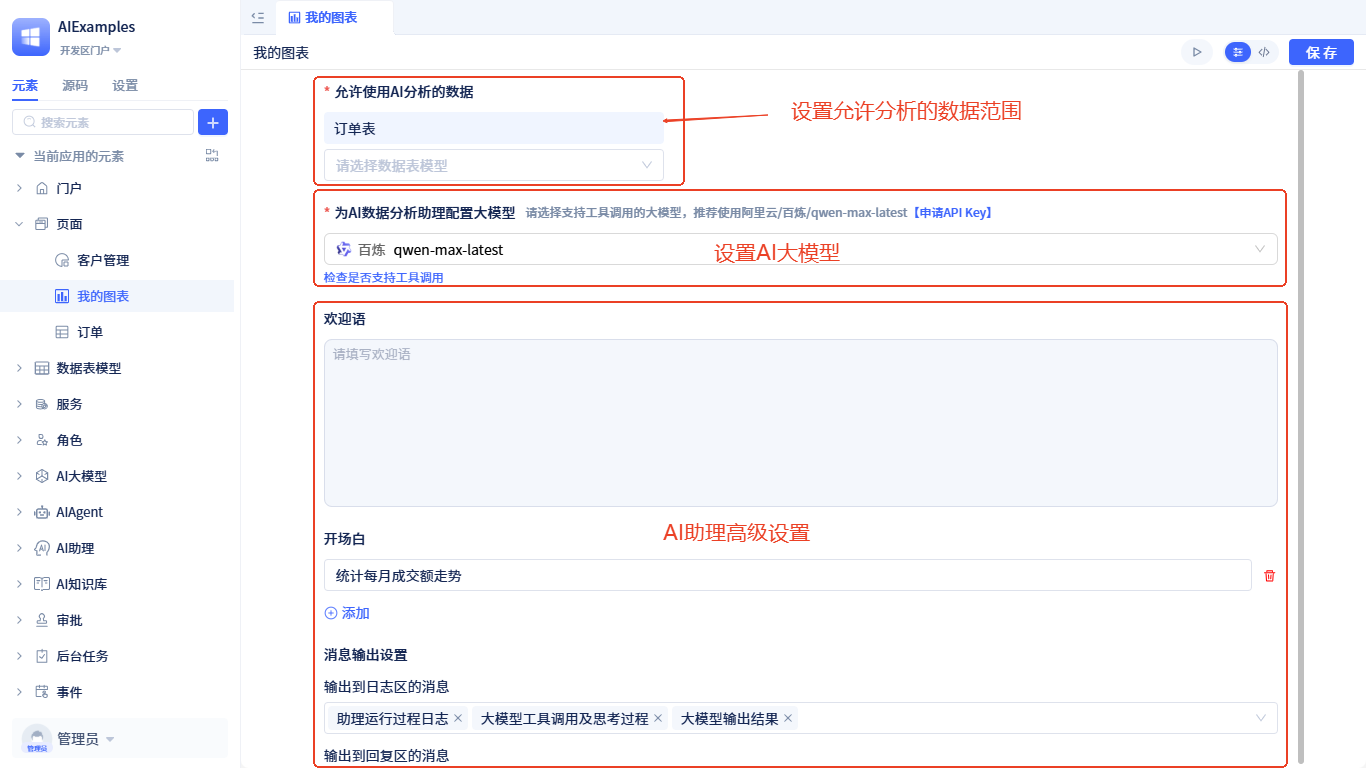 AIExamples
开发区门户
元素 源码 设置
搜索元素
当前应用的元素
门户
页面
客户管理
我的图表
订单
数据表模型
服务
角色
AI大模型
AIAgent
AI助理
AI知识库
审批
后台任务
事件
管理员
管理员
我的图表
我的图表
保存
* 允许使用AI分析的数据
订单表
请选择数据表模型
设置允许分析的数据范围
* 为AI数据分析助理配置大模型 请选择支持工具调用的大模型，推荐使用阿里云/百炼/qwen-max-latest【申请API Key】
百炼 qwen-max-latest
设置AI大模型
检查是否支持工具调用
欢迎语
请填写欢迎语
AI助理高级设置
开场白
统计每月成交额走势
添加
消息输出设置
输出到日志区的消息
助理运行过程日志 × 大模型工具调用及思考过程 × 大模型输出结果 ×
输出到回复区的消息